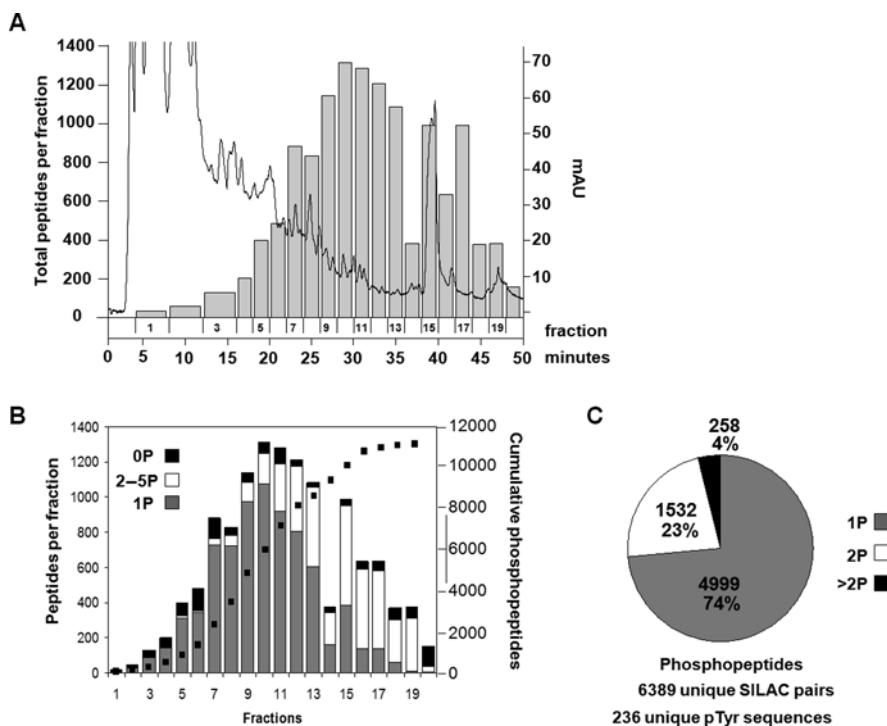 A
Total peptides per fraction
1400
1200
1000
800
600
400
200
0
70
60
50
40
30
20
10
0
mAU
1 3 5 7 9 11 13 15 17 19
fraction
0 5 10 15 20 25 30 35 40 45 50
minutes
B
Peptides per fraction
1400
1200
1000
800
600
400
200
0
0P
2–5P
1P
12000
10000
8000
6000
4000
2000
0
Cumulative phosphopeptides
1 3 5 7 9 11 13 15 17 19
Fractions
C
258
4%
1532
23%
4999
74%
1P
2P
>2P
Phosphopeptides
6389 unique SILAC pairs
236 unique pTyr sequences